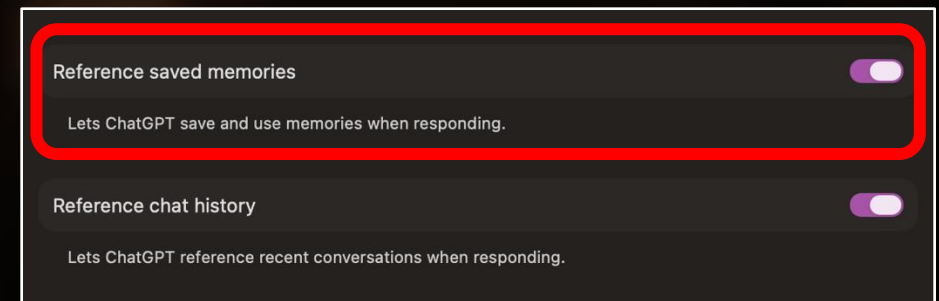 Reference saved memories
Lets ChatGPT save and use memories when responding.
Reference chat history
Lets ChatGPT reference recent conversations when responding.